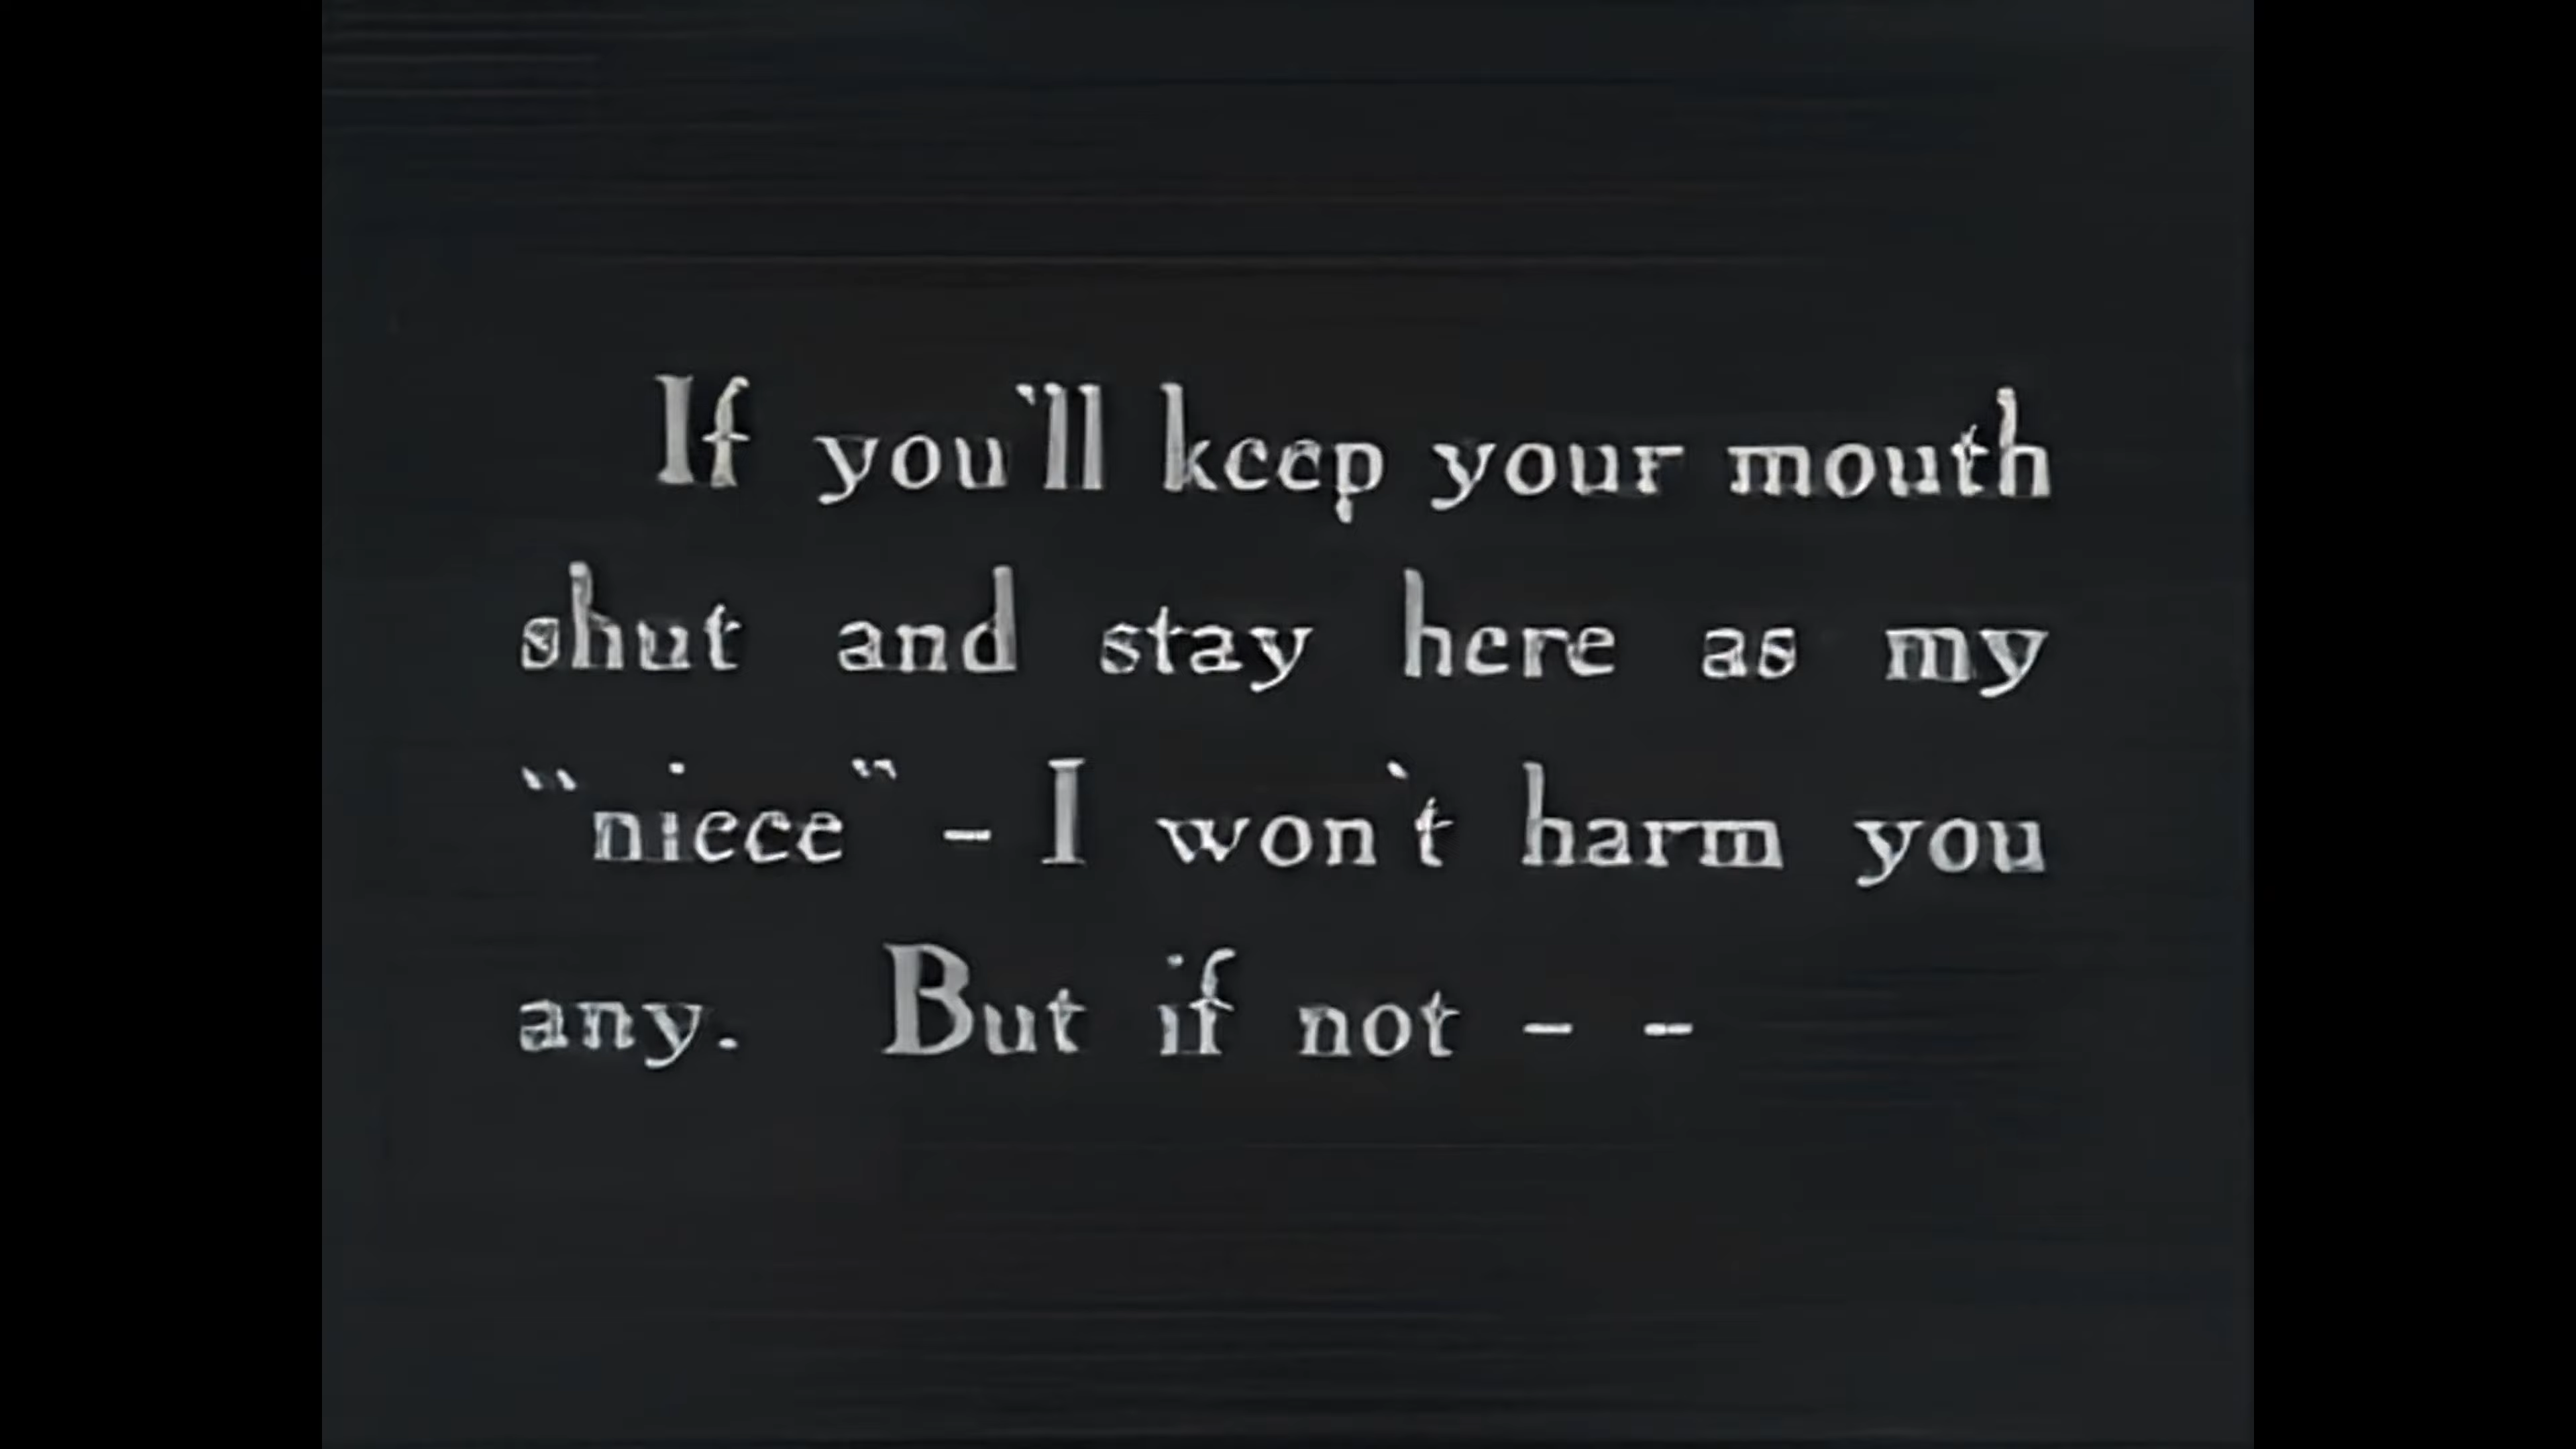 If you'll keep your mouth
shut and stay here as my
"niece" - I won't harm you
any. But if not - -